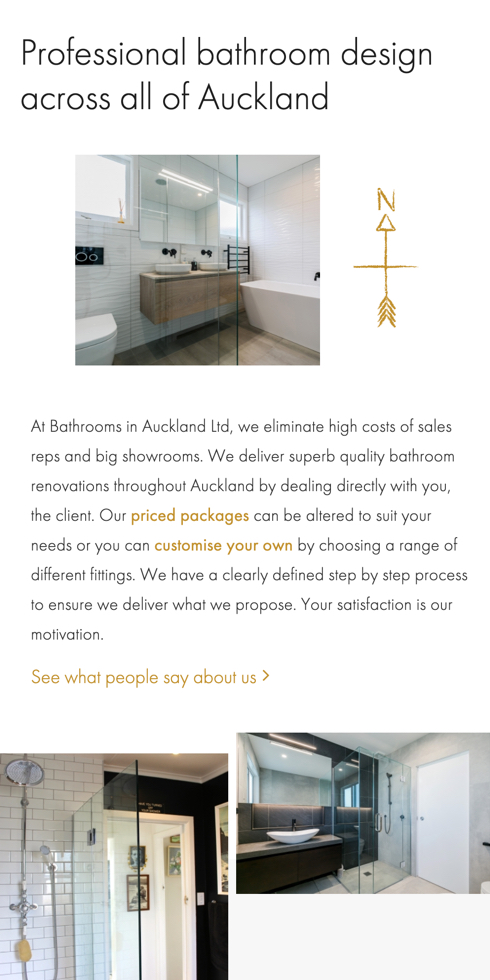 Professional bathroom design
across all of Auckland
N
At Bathrooms in Auckland Ltd, we eliminate high costs of sales
reps and big showrooms. We deliver superb quality bathroom
renovations throughout Auckland by dealing directly with you,
the client. Our priced packages can be altered to suit your
needs or you can customise your own by choosing a range of
different fittings. We have a clearly defined step by step process
to ensure we deliver what we propose. Your satisfaction is our
motivation.
See what people say about us >